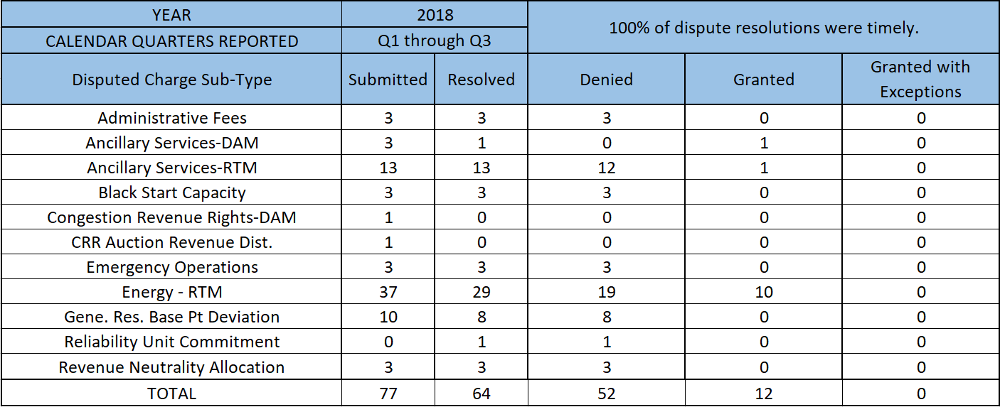 YEAR 2018 100% of dispute resolutions were timely.
CALENDAR QUARTERS REPORTED Q1 through Q3
Disputed Charge Sub-Type Submitted Resolved Denied Granted Granted with
Exceptions
Administrative Fees 3 3 3 0 0
Ancillary Services-DAM 3 1 0 1 0
Ancillary Services-RTM 13 13 12 1 0
Black Start Capacity 3 3 3 0 0
Congestion Revenue Rights-DAM 1 0 0 0 0
CRR Auction Revenue Dist. 1 0 0 0 0
Emergency Operations 3 3 3 0 0
Energy - RTM 37 29 19 10 0
Gene. Res. Base Pt Deviation 10 8 8 0 0
Reliability Unit Commitment 0 1 1 0 0
Revenue Neutrality Allocation 3 3 3 0 0
TOTAL 77 64 52 12 0